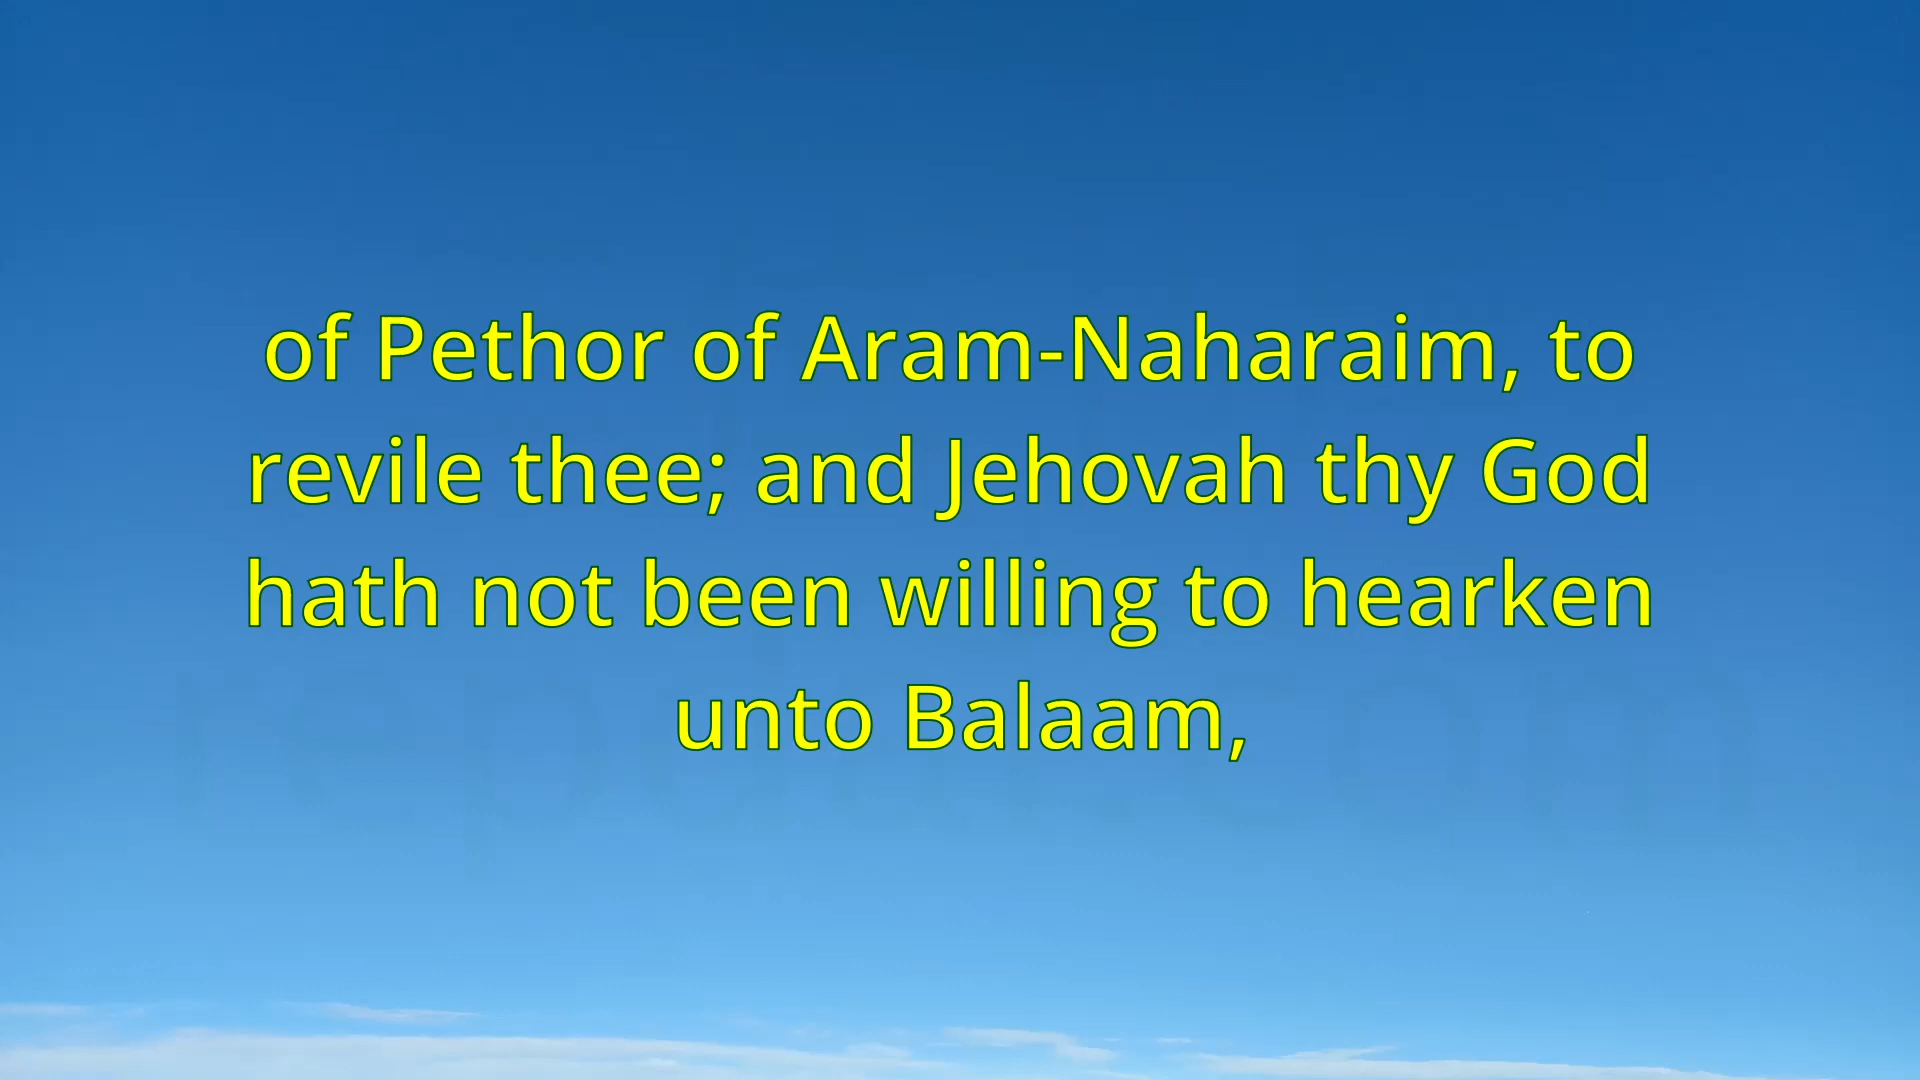 of Pethor of Aram-Naharaim, to
revile thee; and Jehovah thy God
hath not been willing to hearken
unto Balaam,